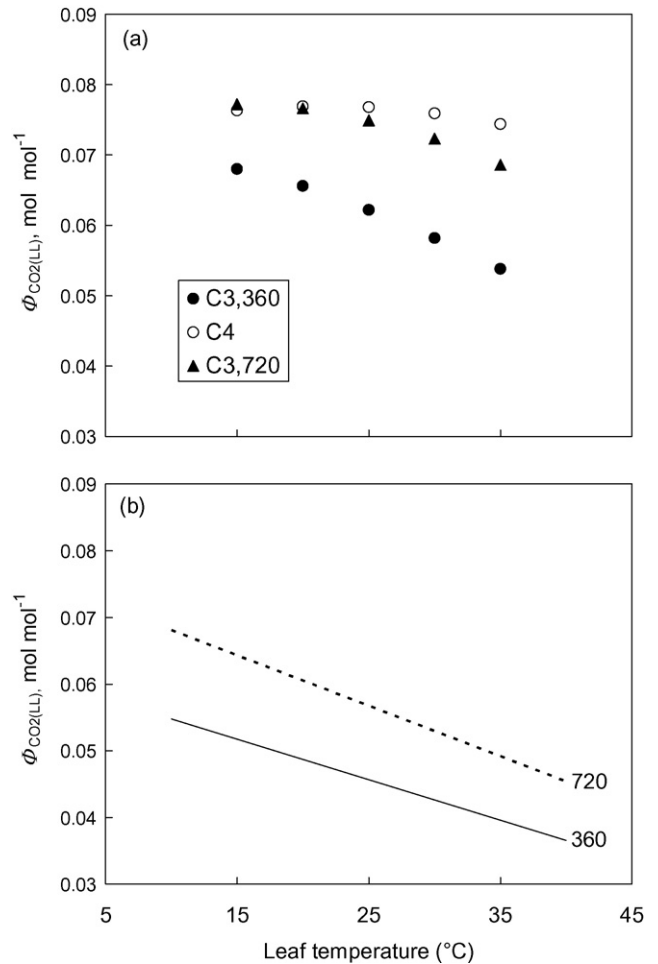 (a)
0.09
0.08
0.07
0.06
0.05
0.04
0.03
Φ_CO2(LL), mol mol⁻¹
C3,360
C4
C3,720
(b)
0.09
0.08
0.07
0.06
0.05
0.04
0.03
Φ_CO2(LL), mol mol⁻¹
720
360
5 15 25 35 45
Leaf temperature (°C)